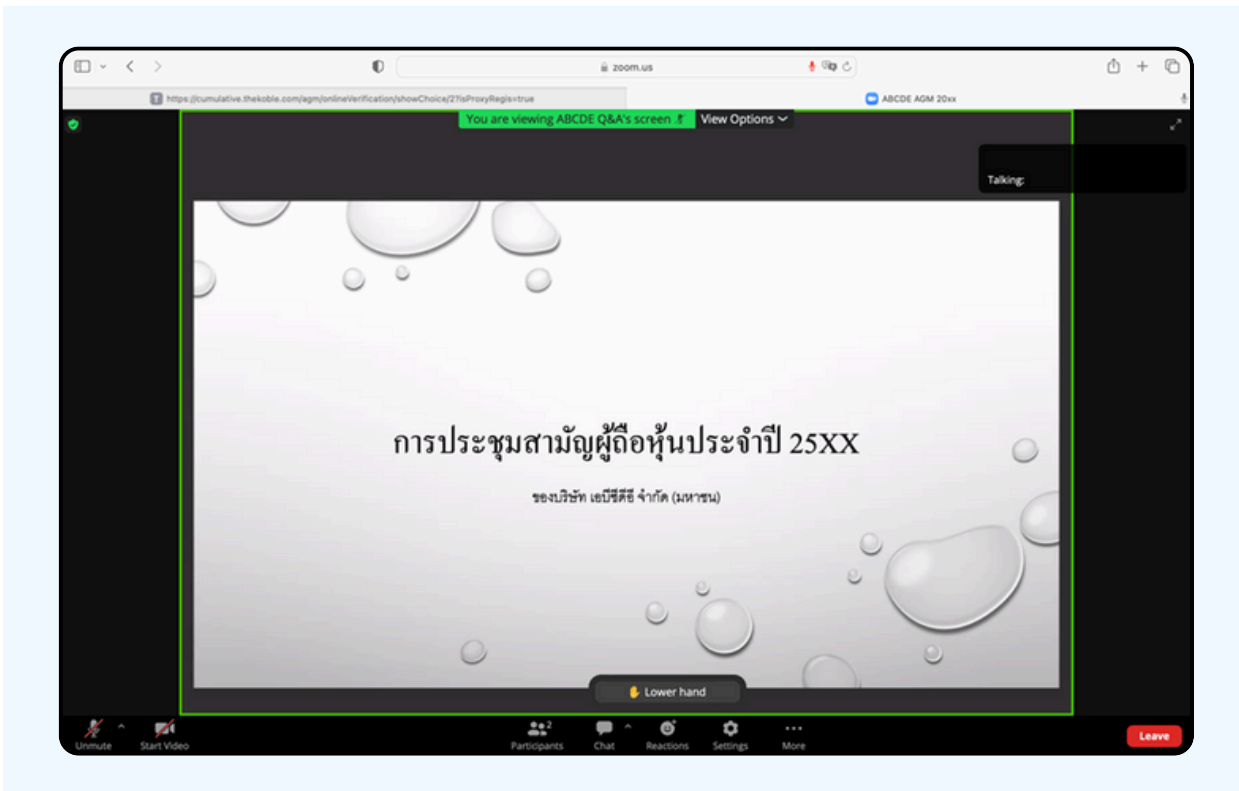 zoom.us
https://cumulative.thekoble.com/agm/onlineVerification/showChoice/2?isProxyRegis=true
ABCDE AGM 20xx
You are viewing ABCDE Q&A's screen
View Options
Talking:
การประชุมสามัญผู้ถือหุ้นประจำปี 25XX
ของบริษัท เอบีซีดีอี จำกัด (มหาชน)
Lower hand
Unmute
Start Video
2
Participants
Chat
Reactions
Settings
More
Leave